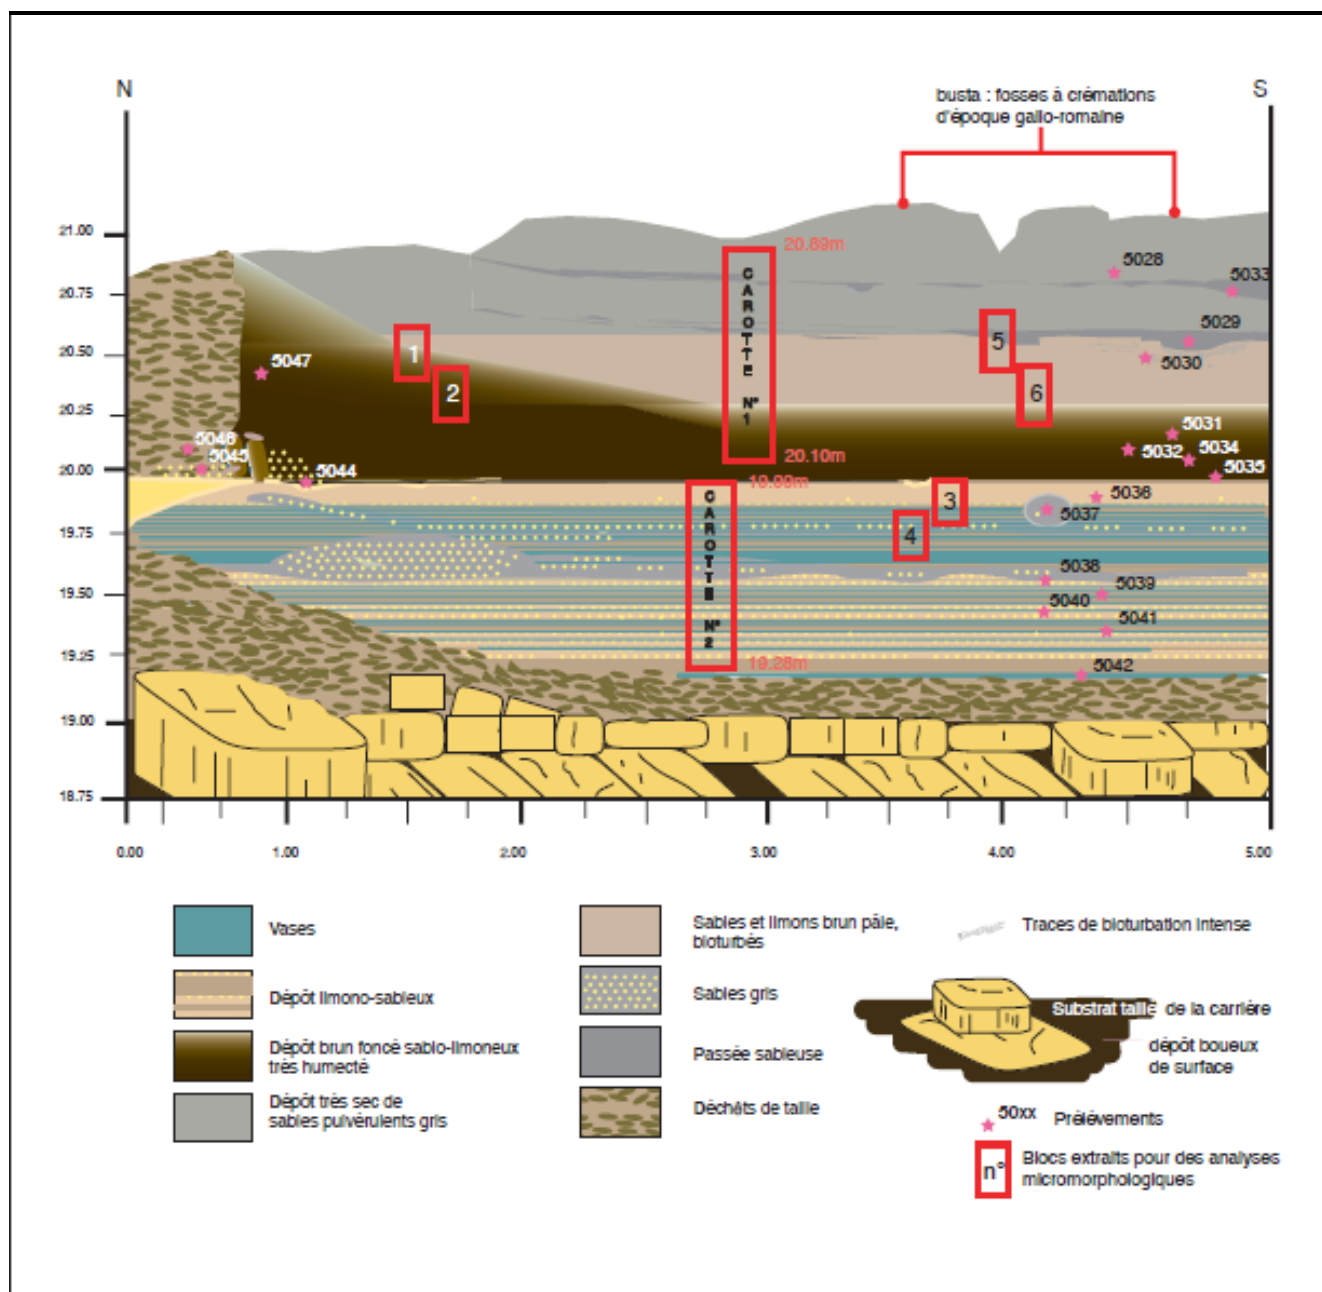 N
S
busta : fosses à crémations
d'époque gallo-romaine
21.00
20.75
20.50
20.25
20.00
19.75
19.50
19.25
19.00
18.75
20.89m
CAROTTE N° 1
20.10m
19.99m
CAROTTE N° 2
19.28m
1
2
3
4
5
6
5028
5033
5029
5030
5047
5031
5032
5034
5035
5046
5045
5044
5036
5037
5038
5039
5040
5041
5042
0.00
1.00
2.00
3.00
4.00
5.00
Vases
Dépôt limono-sableux
Dépôt brun foncé sablo-limoneux
très humecté
Dépôt très sec de
sables pulvérulents gris
Sables et limons brun pâle,
bioturbés
Sables gris
Passée sableuse
Déchâts de taille
Traces de bioturbation intense
Substrat taillé de la carrière
dépôt boueux
de surface
50xx Prélèvements
n° Blocs extraits pour des analyses
micromorphologiques